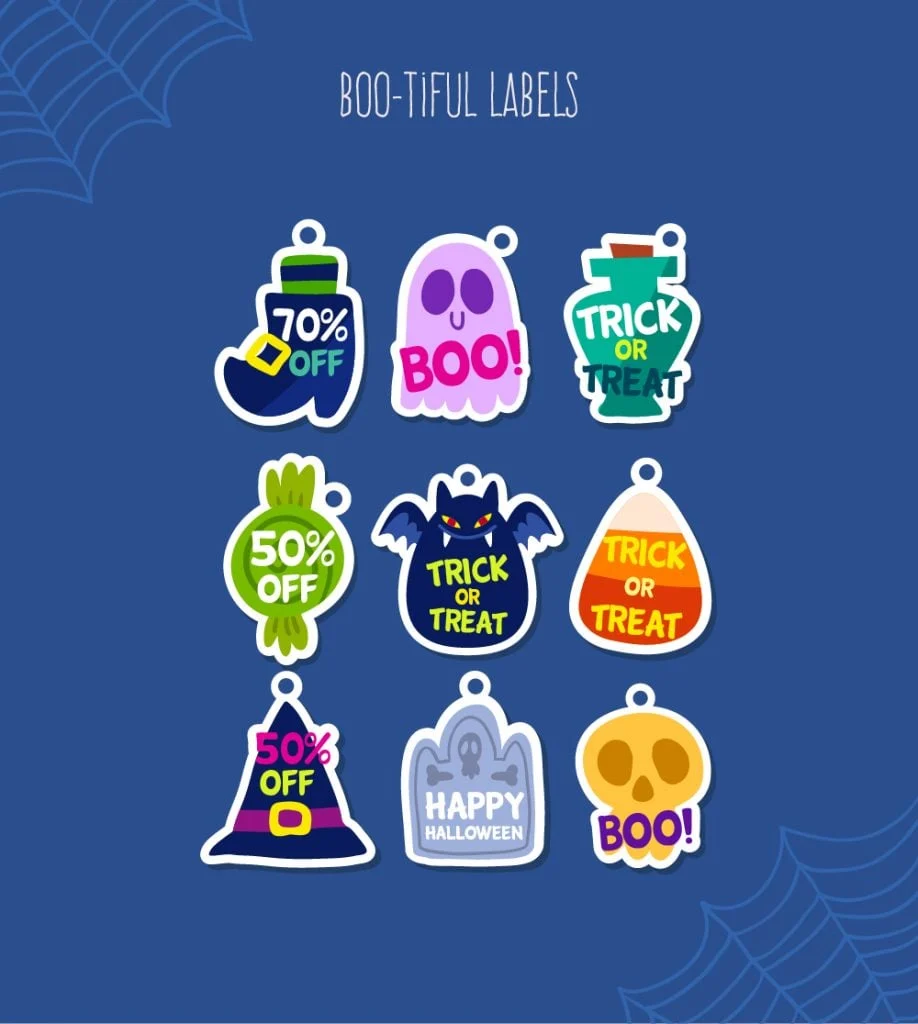 BOO-TIFUL LABELS
70%
OFF
BOO!
TRICK
OR
TREAT
50%
OFF
TRICK
OR
TREAT
TRICK
OR
TREAT
50%
OFF
HAPPY
HALLOWEEN
BOO!